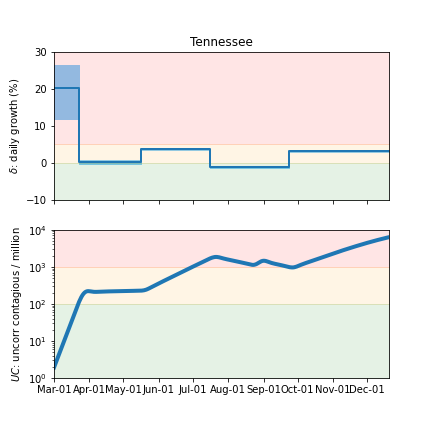 Tennessee
δ: daily growth (%)
30
20
10
0
−10
UC: uncorr contagious / million
10⁴
10³
10²
10¹
10⁰
Mar-01 Apr-01 May-01 Jun-01 Jul-01 Aug-01 Sep-01 Oct-01 Nov-01 Dec-01